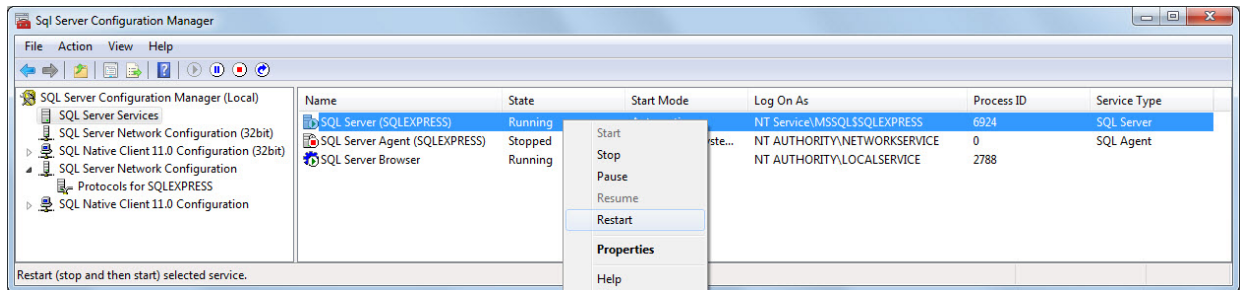 Sql Server Configuration Manager
File Action View Help
SQL Server Configuration Manager (Local)
SQL Server Services
SQL Server Network Configuration (32bit)
SQL Native Client 11.0 Configuration (32bit)
SQL Server Network Configuration
Protocols for SQLEXPRESS
SQL Native Client 11.0 Configuration
Name State Start Mode Log On As Process ID Service Type
SQL Server (SQLEXPRESS) Running NT Service\MSSQL$SQLEXPRESS 6924 SQL Server
SQL Server Agent (SQLEXPRESS) Stopped yste... NT AUTHORITY\NETWORKSERVICE 0 SQL Agent
SQL Server Browser Running NT AUTHORITY\LOCALSERVICE 2788
Start
Stop
Pause
Resume
Restart
Properties
Help
Restart (stop and then start) selected service.